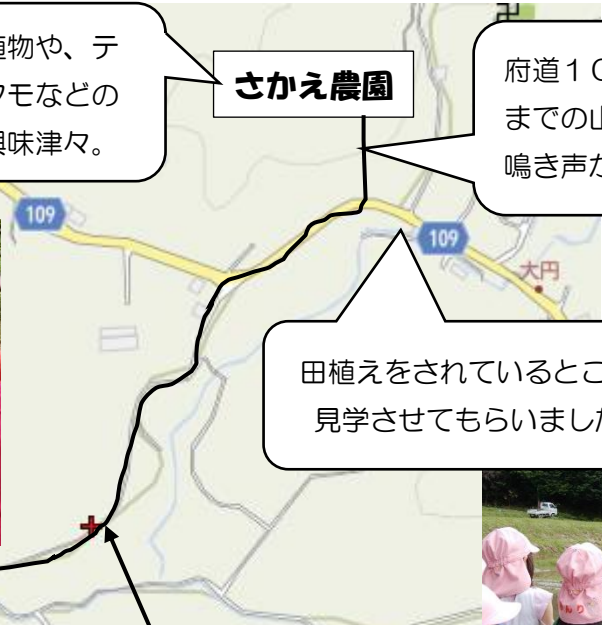 植物や、テ
クモなどの
興味津々。
さかえ農園
府道10
までの山
鳴き声が
109
109
大円
田植えをされているところ
見学させてもらいました